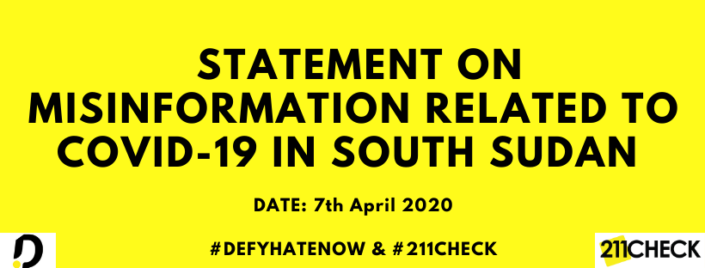 STATEMENT ON
MISINFORMATION RELATED TO
COVID-19 IN SOUTH SUDAN
DATE: 7th April 2020
#DEFYHATENOW & #211CHECK
211CHECK